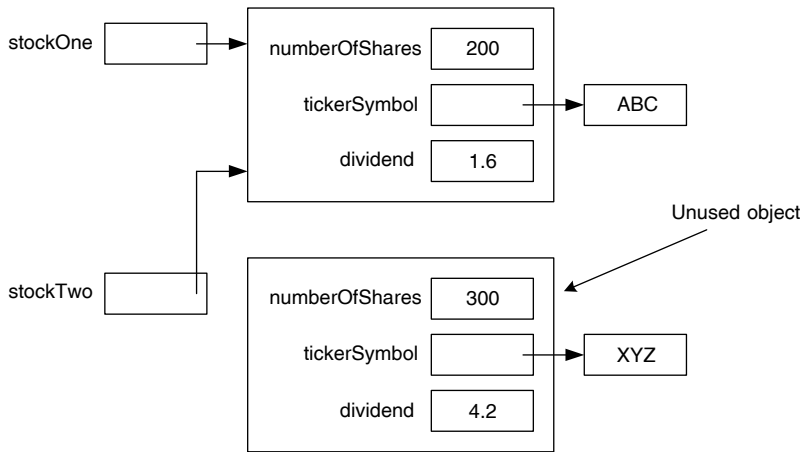 stockOne
numberOfShares 200
tickerSymbol ABC
dividend 1.6
Unused object
stockTwo
numberOfShares 300
tickerSymbol XYZ
dividend 4.2